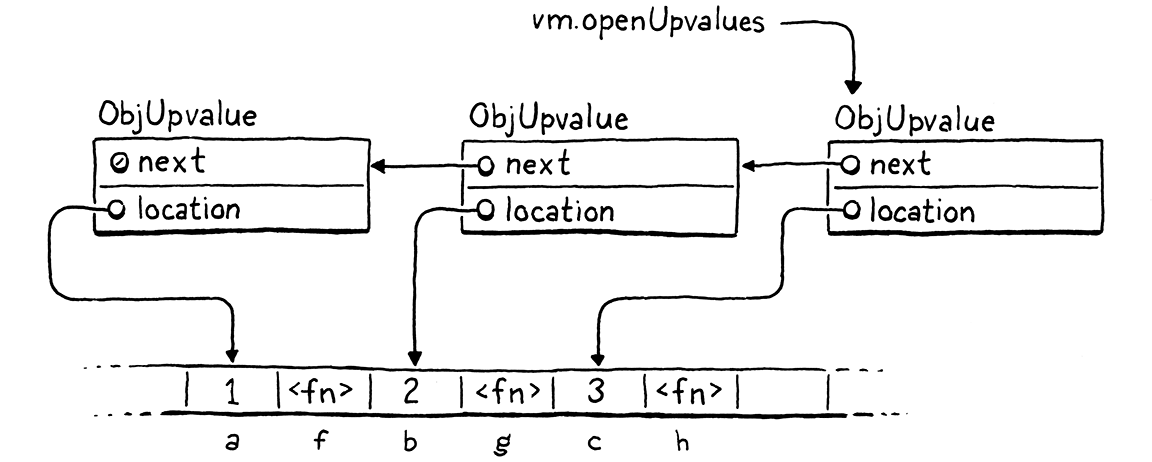 vm.openUpvalues
ObjUpvalue ObjUpvalue ObjUpvalue
next next next
location location location
1 <fn> 2 <fn> 3 <fn>
a f b g c h